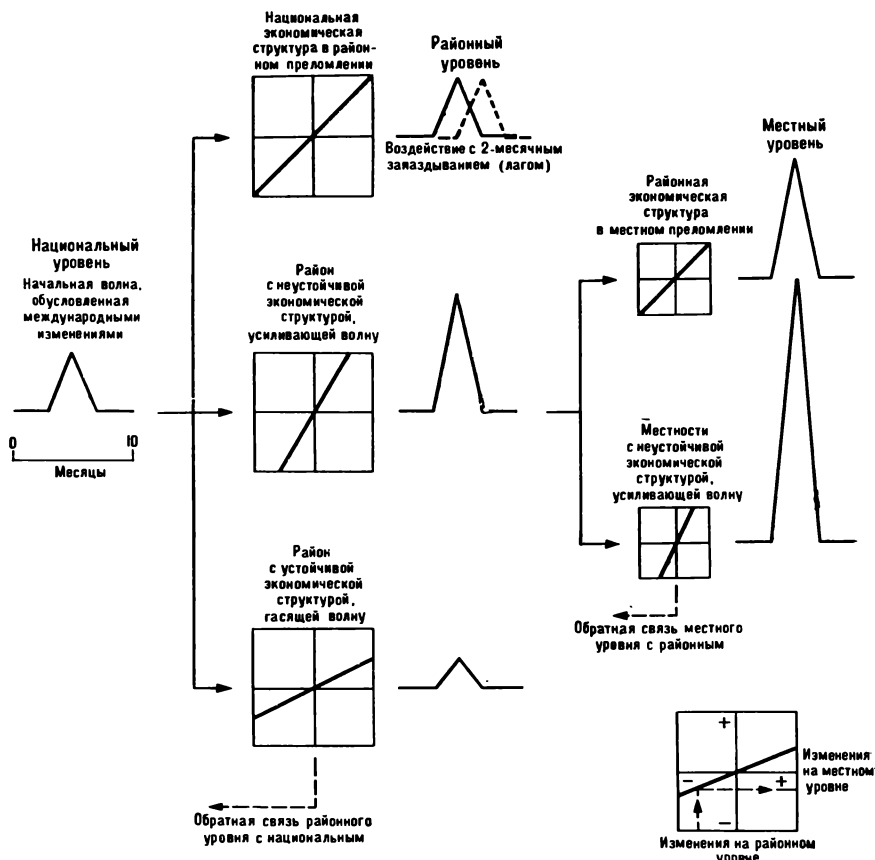 Национальная
экономическая
структура в район-
ном преломлении
Районный
уровень
Воздействие с 2-месячным
запаздыванием (лагом)
Местный
уровень
Районная
экономическая
структура
в местном преломлении
Национальный
уровень
Начальная волна,
обусловленная
международными
изменениями
0
10
Месяцы
Район
с неустойчивой
экономической
структурой,
усиливающей волну
Местности
с неустойчивой
экономической
структурой,
усиливающей волну
Район
с устойчивой
экономической
структурой,
гасящей волну
Обратная связь местного
уровня с районным
Обратная связь районного
уровня с национальным
+
−
+
−
Изменения
на местном
уровне
Изменения на районном
уровне